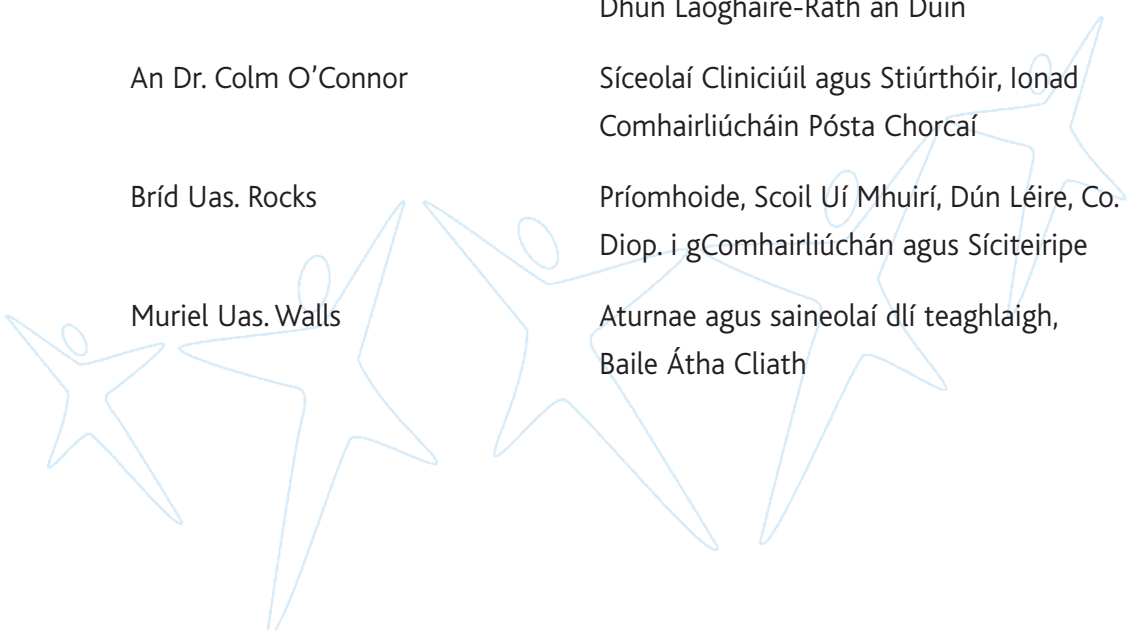 Dhún Laoghaire-Ráth an Dúin
An Dr. Colm O’Connor
Síceolaí Cliniciúil agus Stiúrthóir, Ionad
Comhairliúcháin Pósta Chorcaí
Bríd Uas. Rocks
Príomhoide, Scoil Uí Mhuirí, Dún Léire, Co.
Diop. i gComhairliúchán agus Síciteiripe
Muriel Uas. Walls
Aturnae agus saineolaí dlí teaghlaigh,
Baile Átha Cliath